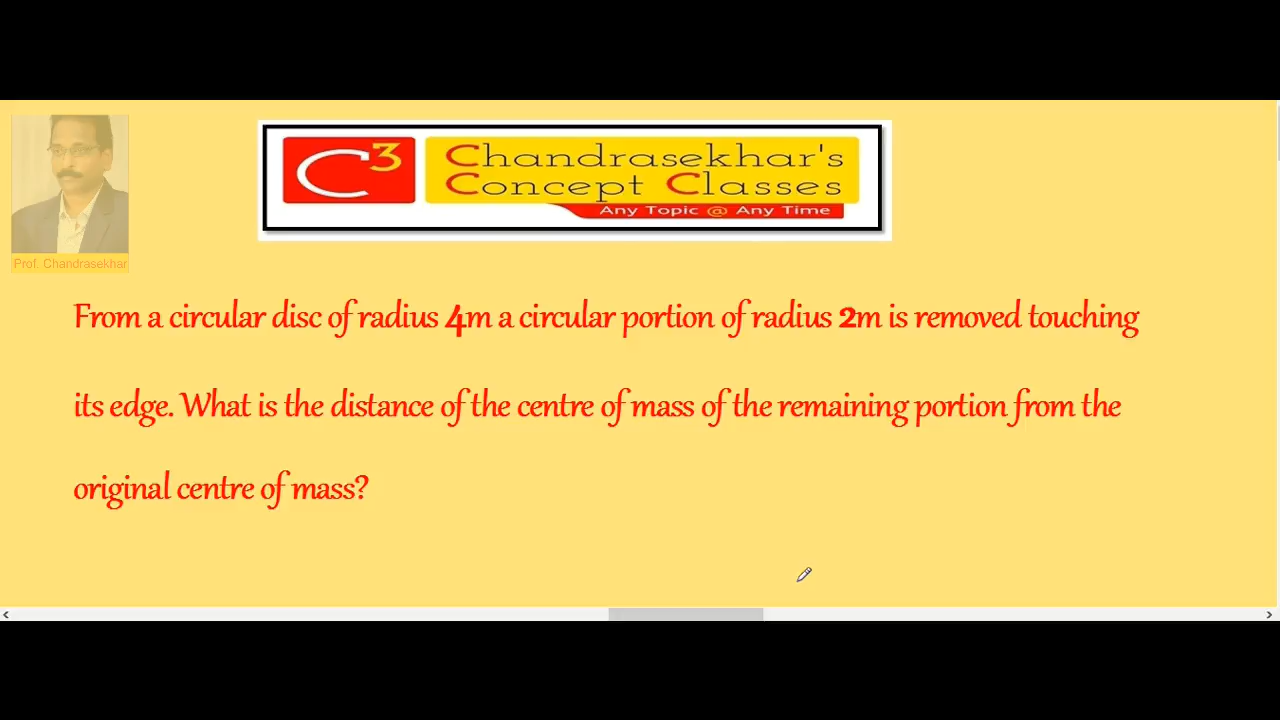 C3 Chandrasekhar's
Concept Classes
Any Topic @ Any Time
Prof. Chandrasekhar
From a circular disc of radius 4m a circular portion of radius 2m is removed touching
its edge. What is the distance of the centre of mass of the remaining portion from the
original centre of mass?